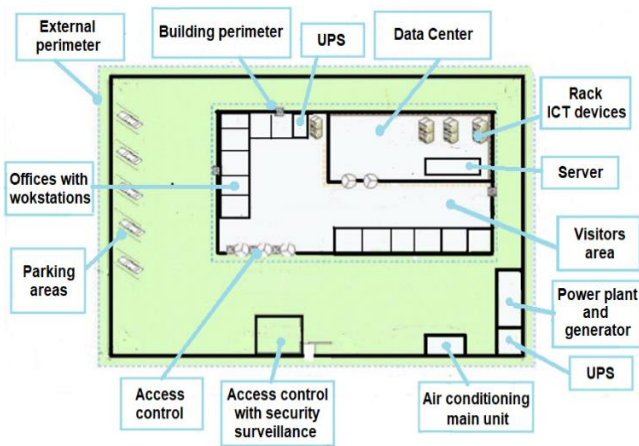 External
perimeter
Building perimeter
UPS
Data Center
Rack
ICT devices
Offices with
wokstations
Server
Parking
areas
Visitors
area
Power plant
and
generator
Access
control
Access control
with security
surveillance
Air conditioning
main unit
UPS